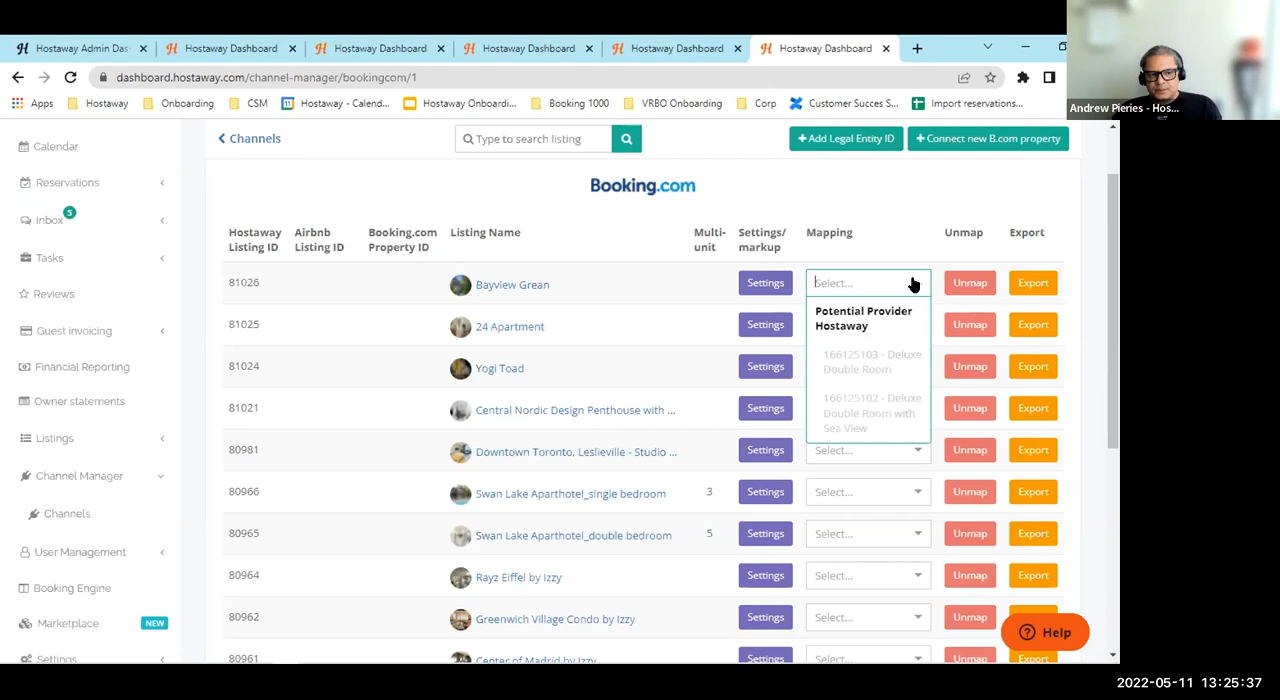 Hostaway Admin Das
Hostaway Dashboard
Hostaway Dashboard
Hostaway Dashboard
Hostaway Dashboard
Hostaway Dashboard
dashboard.hostaway.com/channel-manager/bookingcom/1
Andrew Pieries - Hos...
Apps
Hostaway
Onboarding
CSM
Hostaway - Calend...
Hostaway Onboardi...
Booking 1000
VRBO Onboarding
Corp
Customer Succes S...
Import reservations...
Calendar
Reservations
Inbox 5
Tasks
Reviews
Guest invoicing
Financial Reporting
Owner statements
Listings
Channel Manager
Channels
User Management
Booking Engine
Marketplace NEW
Settings
Channels
Type to search listing
+ Add Legal Entity ID
+ Connect new B.com property
Booking.com
Hostaway Listing ID
Airbnb Listing ID
Booking.com Property ID
Listing Name
Multi-unit
Settings/ markup
Mapping
Unmap
Export
81026 Bayview Grean Settings Select... Unmap Export
Potential Provider
Hostaway
166125103 - Deluxe
Double Room
166125102 - Deluxe
Double Room with
Sea View
81025 24 Apartment Settings Unmap Export
81024 Yogi Toad Settings Unmap Export
81021 Central Nordic Design Penthouse with ... Settings Unmap Export
80981 Downtown Toronto, Leslieville - Studio ... Settings Select... Unmap Export
80966 Swan Lake Aparthotel_single bedroom 3 Settings Select... Unmap Export
80965 Swan Lake Aparthotel_double bedroom 5 Settings Select... Unmap Export
80964 Rayz Eiffel by Izzy Settings Select... Unmap Export
80962 Greenwich Village Condo by Izzy Settings Select... Unmap Export
80961 Center of Madrid by Izzy Settings Select... Unmap Export
Help
2022-05-11 13:25:37